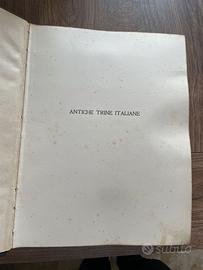 ANTICHE TRINE ITALIANE
subito